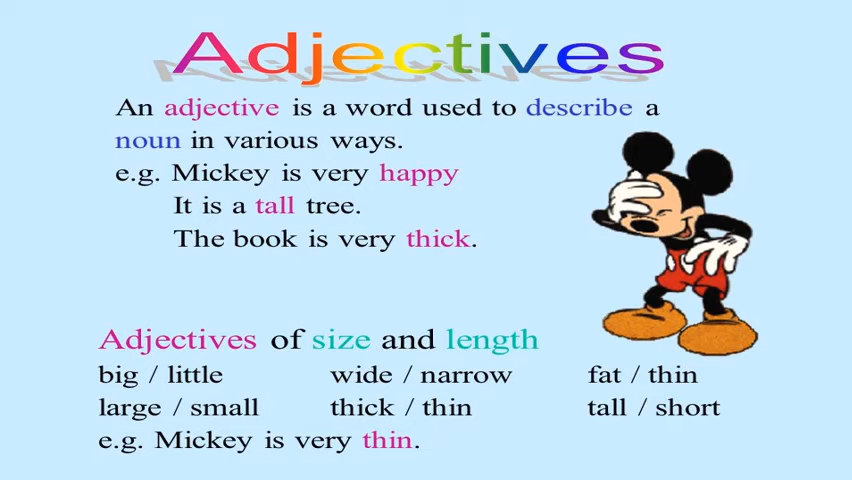 Adjectives
An adjective is a word used to describe a
noun in various ways.
e.g. Mickey is very happy
It is a tall tree.
The book is very thick.
Adjectives of size and length
big / little wide / narrow fat / thin
large / small thick / thin tall / short
e.g. Mickey is very thin.